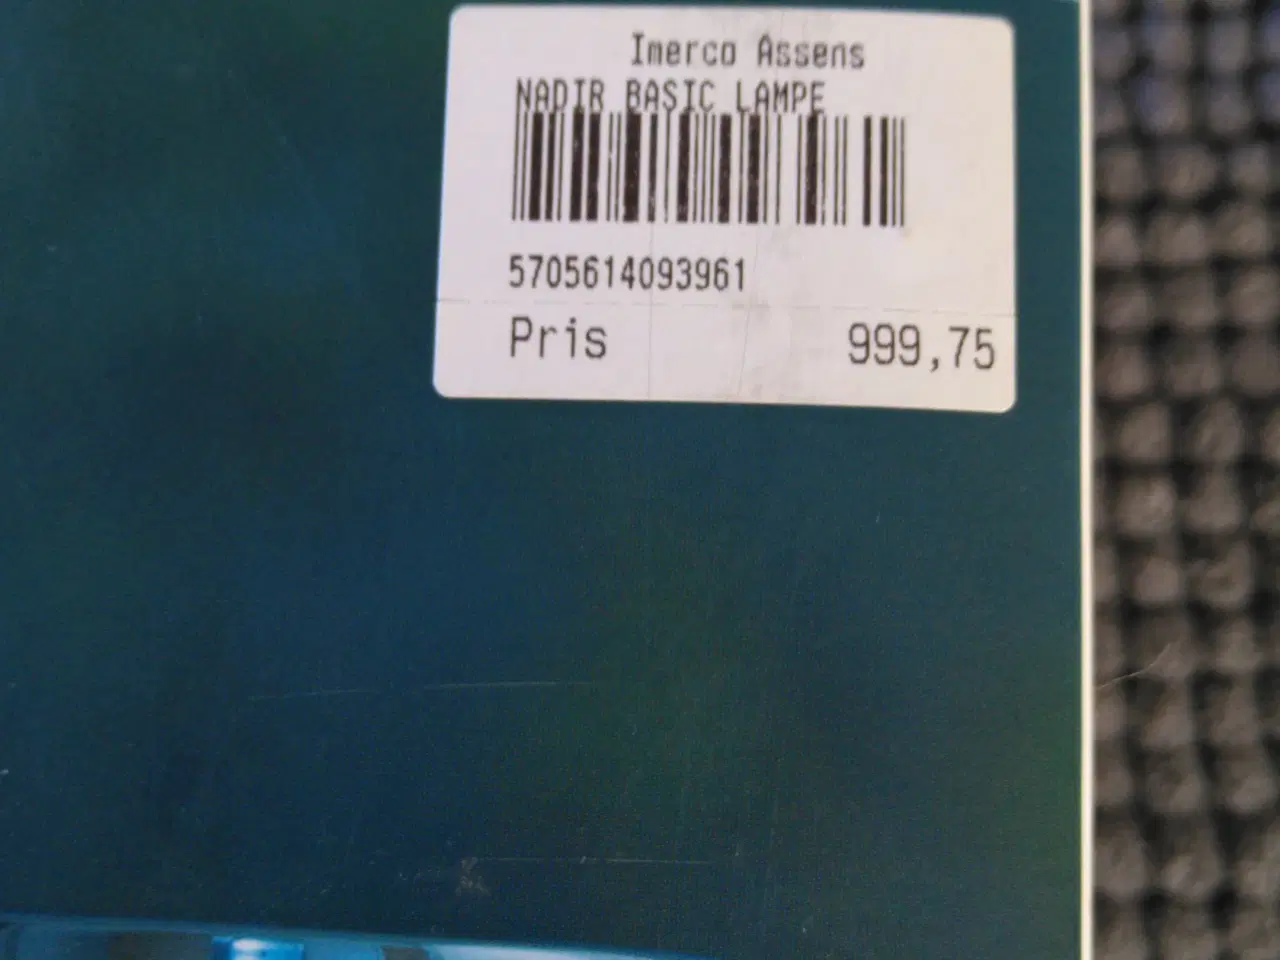 Imerco Assens
NADIR BASIC LAMPE
5705614093961
Pris 999,75